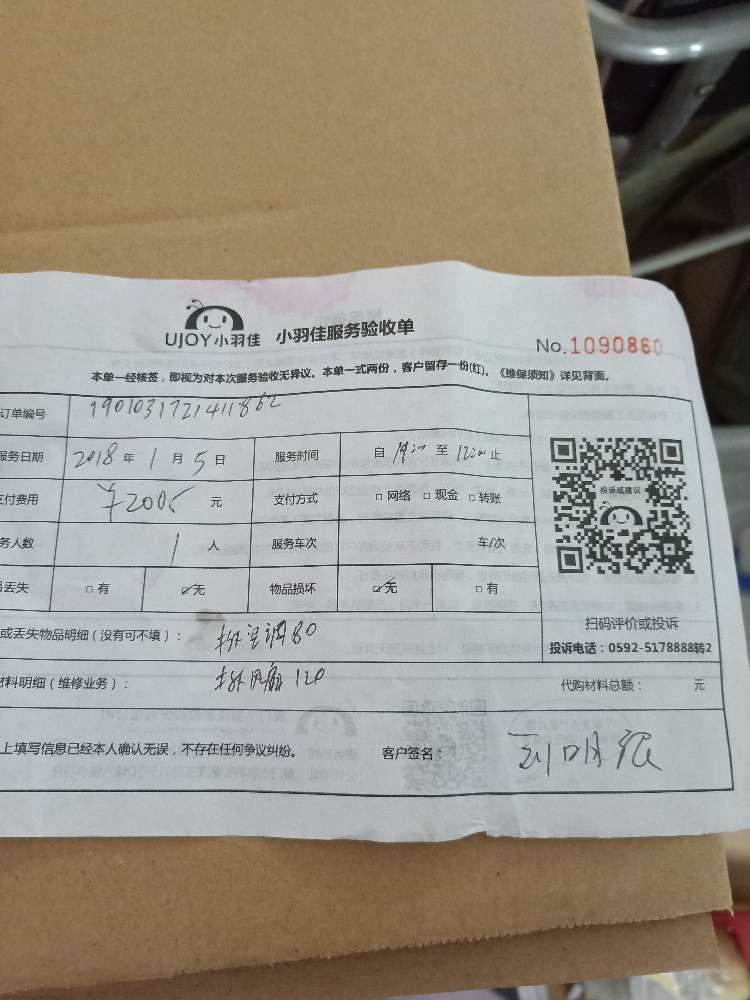 UJOY小羽佳 小羽佳服务验收单
No.1090860
本单一经核签,即视为对本次服务验收无异议。本单一式两份,客户留存一份(红)。《维保须知》详见背面。
订单编号 1901031721411862
服务日期 2018年1月5日 服务时间 自 至 12:00 止
支付费用 元 支付方式 □网络 □现金 □转账
务人数 1人 服务车次 车/次
品丢失 □有 ☑无 物品损坏 ☑无 □有
投诉或建议
扫码评价或投诉
投诉电话:0592-5178888转2
或丢失物品明细(没有可不填): 拆空调80
材料明细(维修业务): 120 代购材料总额: 元
上填写信息已经本人确认无误,不存在任何争议纠纷。 客户签名: